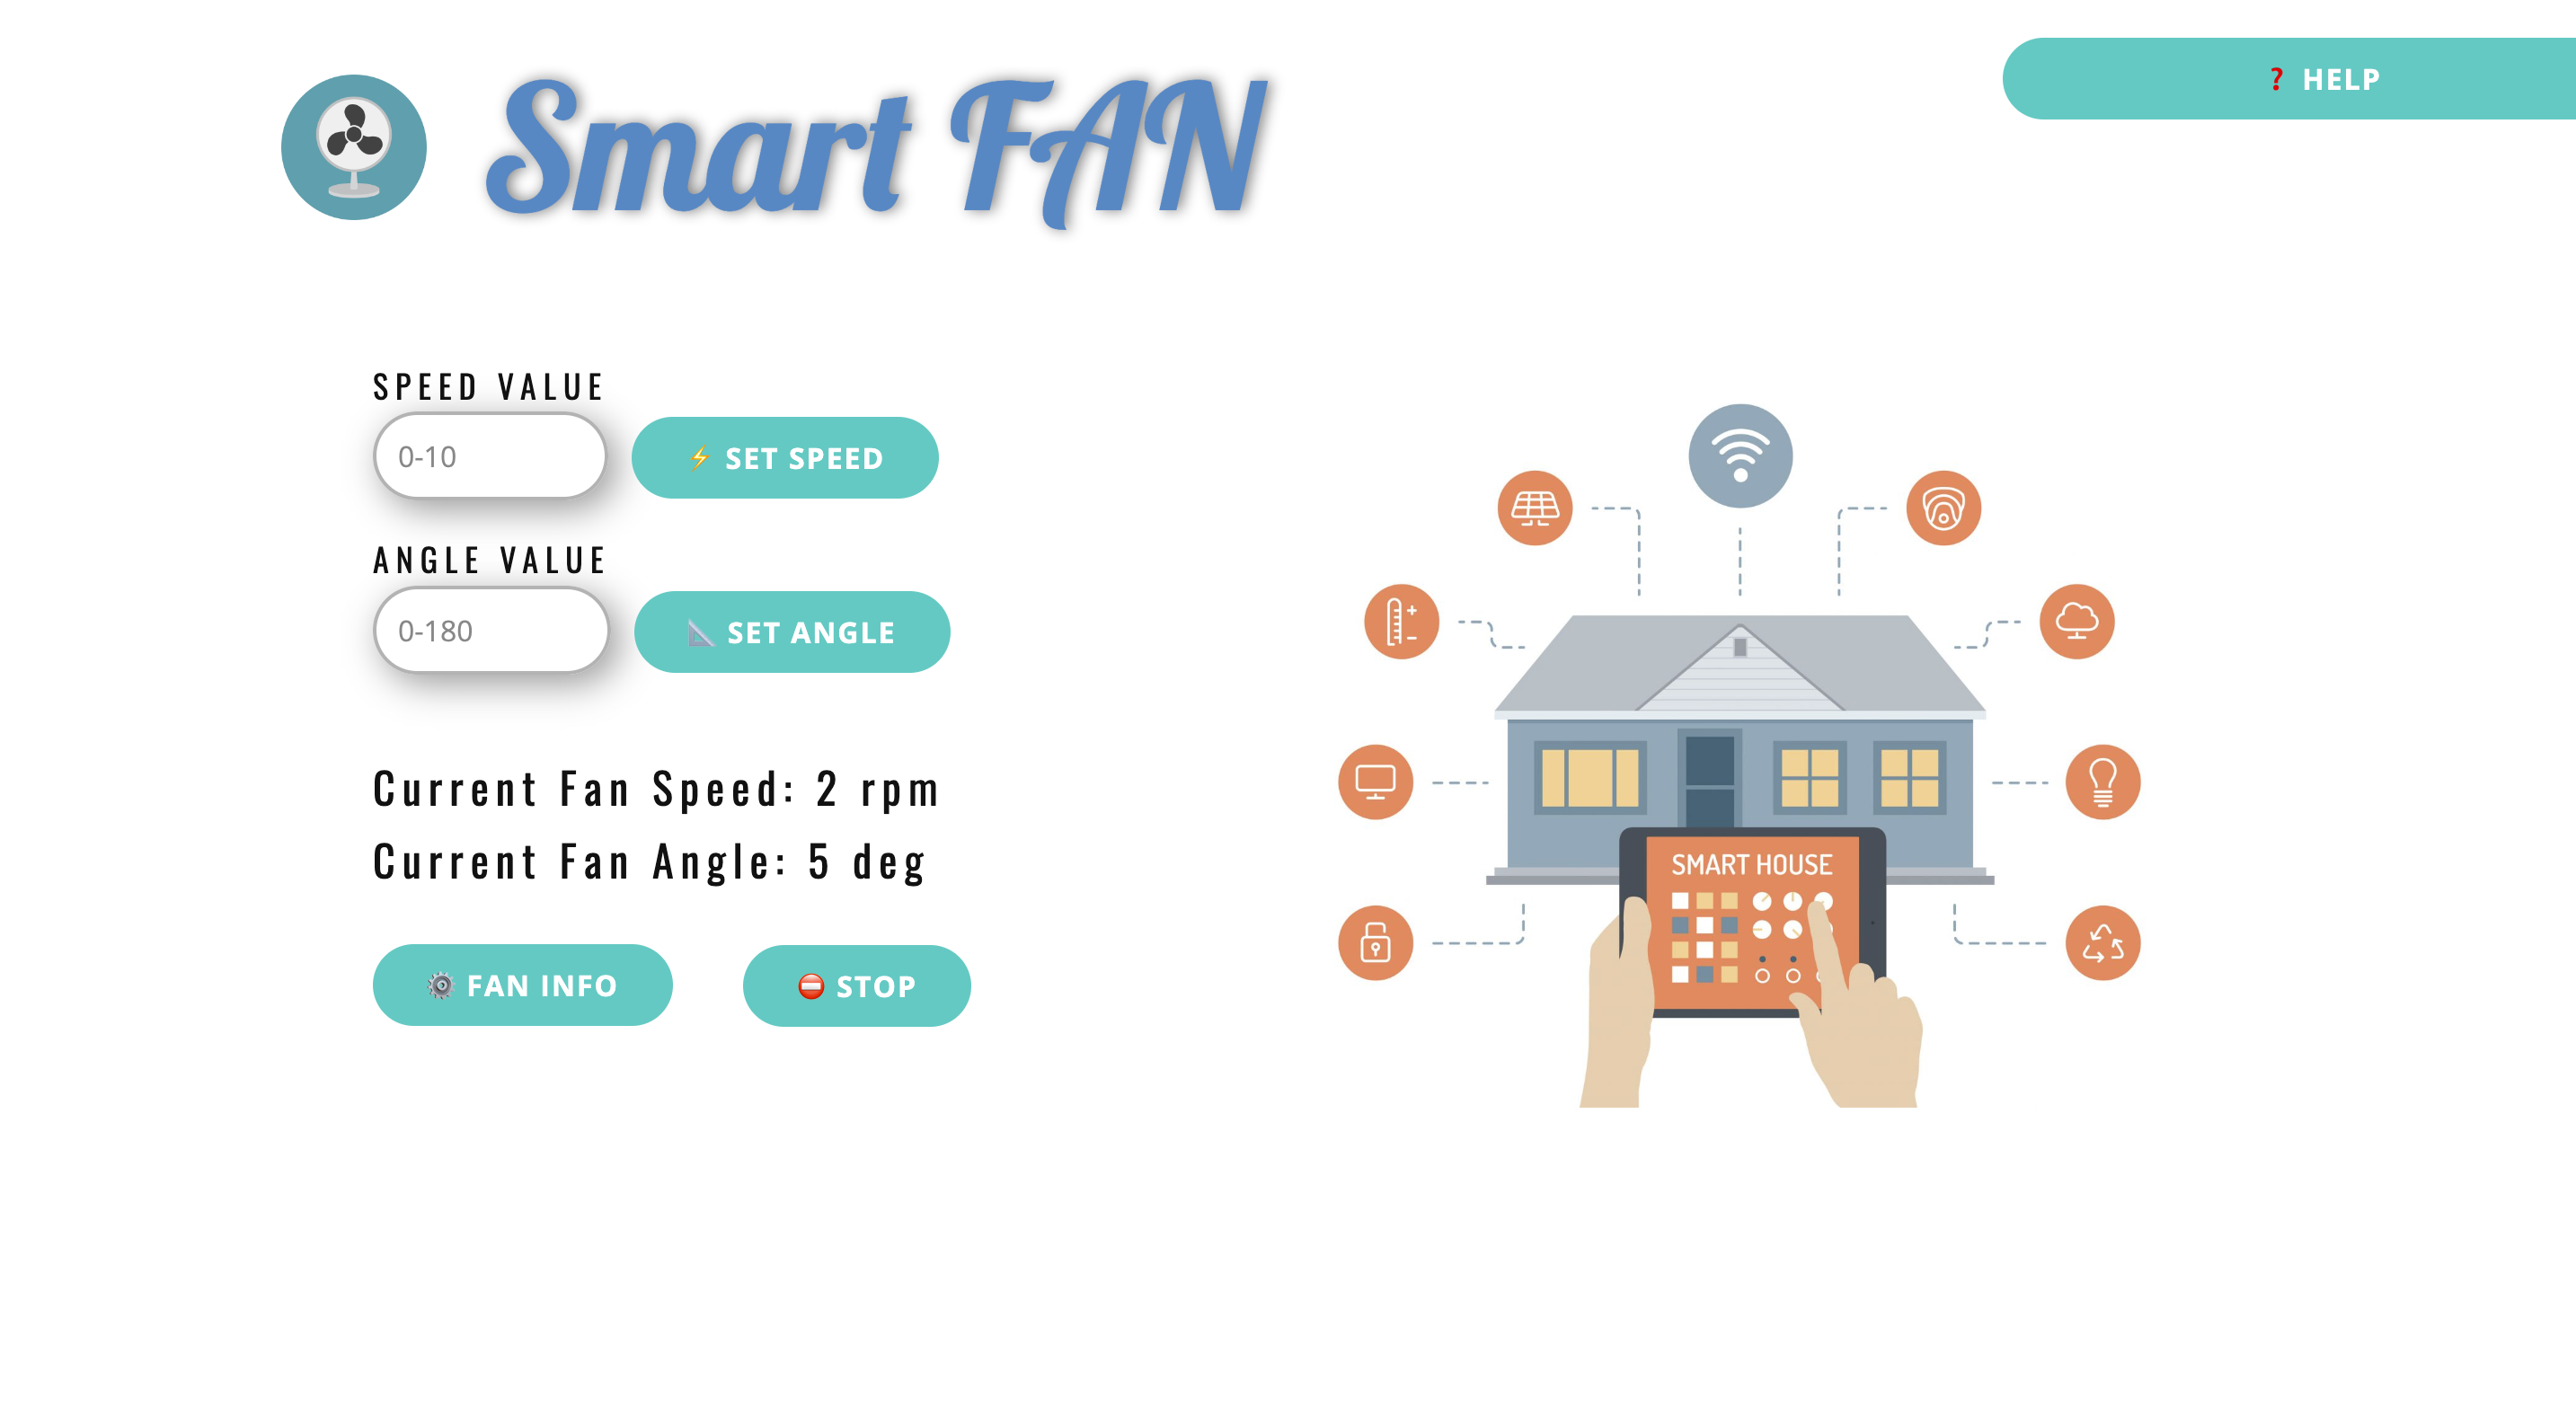 Smart FAN
❓ HELP
SPEED VALUE
0-10
⚡ SET SPEED
ANGLE VALUE
0-180
📐 SET ANGLE
Current Fan Speed: 2 rpm
Current Fan Angle: 5 deg
⚙️ FAN INFO
⛔ STOP
SMART HOUSE